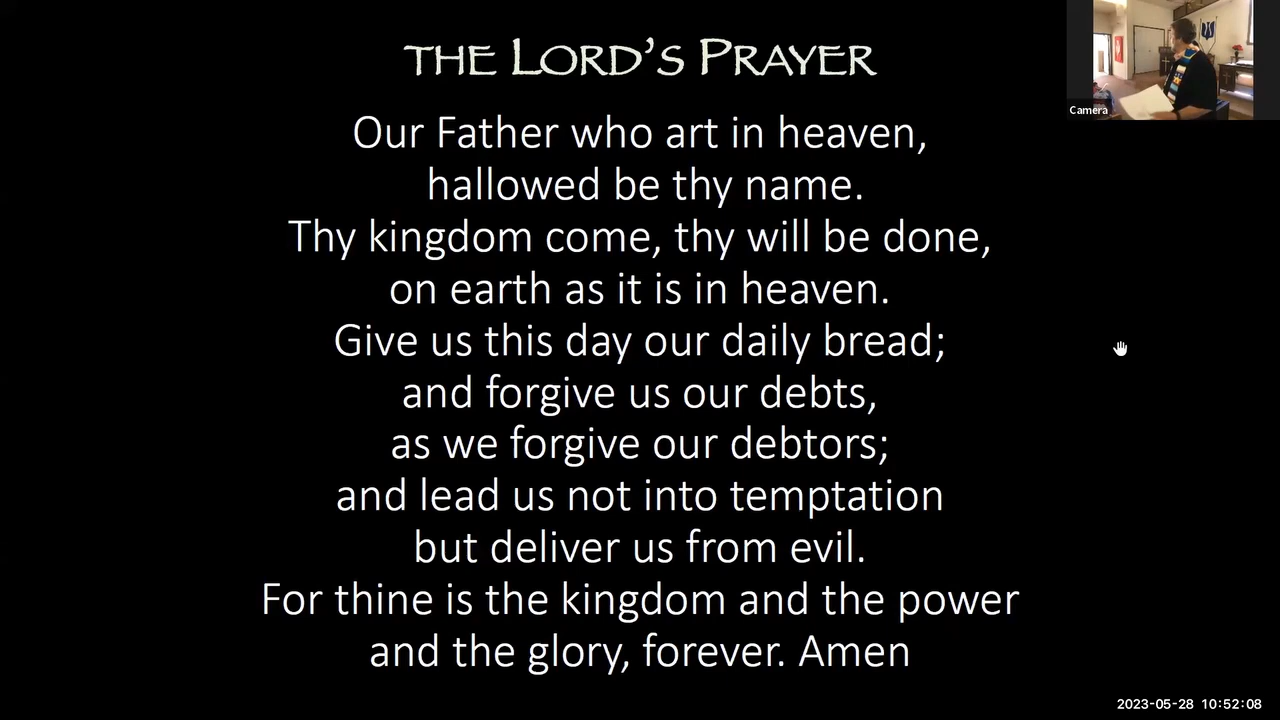 THE LORD'S PRAYER
Camera
Our Father who art in heaven,
hallowed be thy name.
Thy kingdom come, thy will be done,
on earth as it is in heaven.
Give us this day our daily bread;
and forgive us our debts,
as we forgive our debtors;
and lead us not into temptation
but deliver us from evil.
For thine is the kingdom and the power
and the glory, forever. Amen
2023-05-28 10:52:08